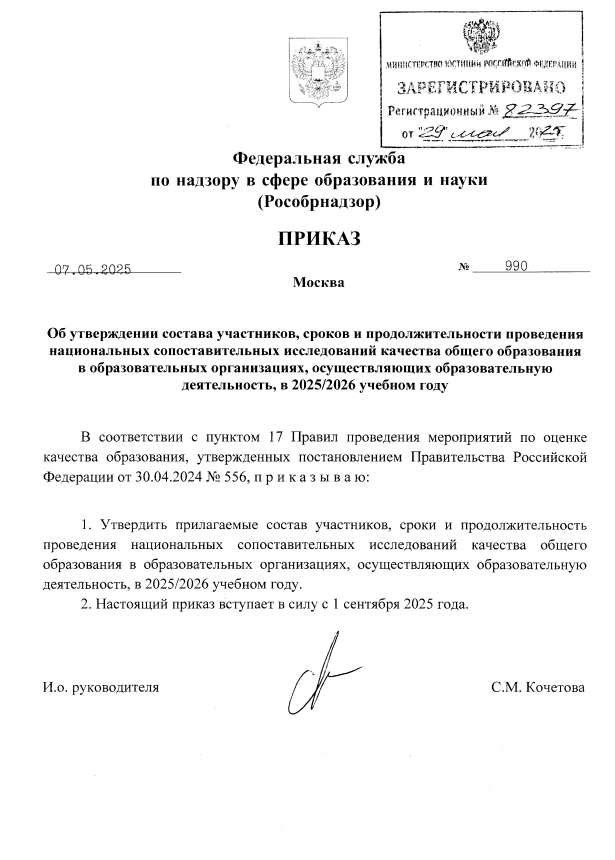 МИНИСТЕРСТВО ЮСТИЦИИ РОССИЙСКОЙ ФЕДЕРАЦИИ
ЗАРЕГИСТРИРОВАНО
Регистрационный № 82397
от "29" мая 2025.
Федеральная служба
по надзору в сфере образования и науки
(Рособрнадзор)
ПРИКАЗ
07.05.2025 № 990
Москва
Об утверждении состава участников, сроков и продолжительности проведения
национальных сопоставительных исследований качества общего образования
в образовательных организациях, осуществляющих образовательную
деятельность, в 2025/2026 учебном году
В соответствии с пунктом 17 Правил проведения мероприятий по оценке
качества образования, утвержденных постановлением Правительства Российской
Федерации от 30.04.2024 № 556, п р и к а з ы в а ю:
1. Утвердить прилагаемые состав участников, сроки и продолжительность
проведения национальных сопоставительных исследований качества общего
образования в образовательных организациях, осуществляющих образовательную
деятельность, в 2025/2026 учебном году.
2. Настоящий приказ вступает в силу с 1 сентября 2025 года.
И.о. руководителя С.М. Кочетова